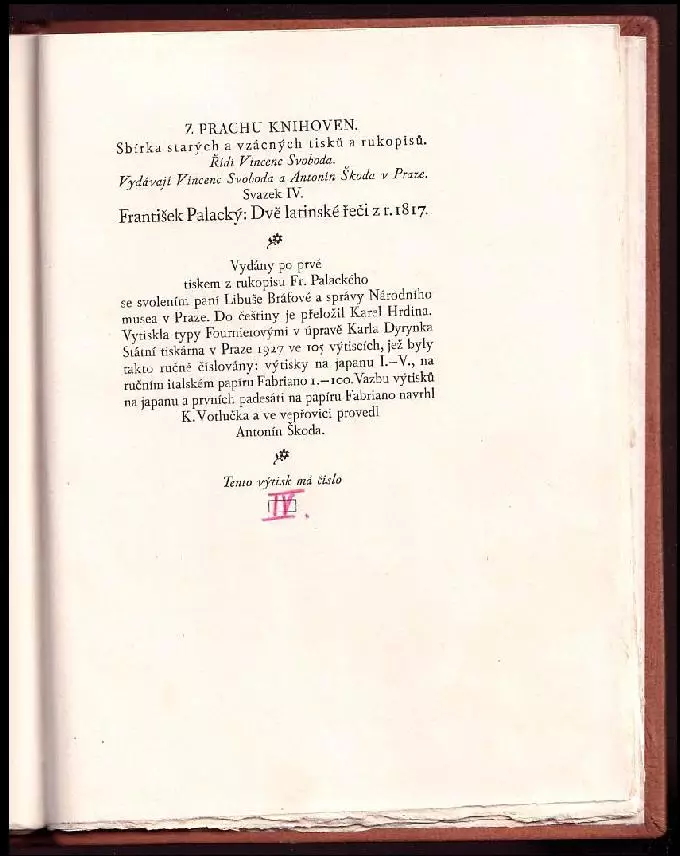 Z PRACHU KNIHOVEN.
Sbírka starých a vzácných tisků a rukopisů.
Řídí Vincenc Svoboda.
Vydávají Vincenc Svoboda a Antonín Škoda v Praze.
Svazek IV.
František Palacký: Dvě latinské řeči z r. 1817.
Vydány po prvé
tiskem z rukopisu Fr. Palackého
se svolením paní Libuše Bráfové a správy Národního
musea v Praze. Do češtiny je přeložil Karel Hrdina.
Vytiskla typy Fournierovými v úpravě Karla Dyrynka
Státní tiskárna v Praze 1927 ve 105 výtiscích, jež byly
takto ručně číslovány: výtisky na japanu I.—V., na
ručním italském papíru Fabriano 1.—100. Vazbu výtisků
na japanu a prvních padesáti na papíru Fabriano navrhl
K. Votlučka a ve vepřovici provedl
Antonín Škoda.
Tento výtisk má číslo
IV.